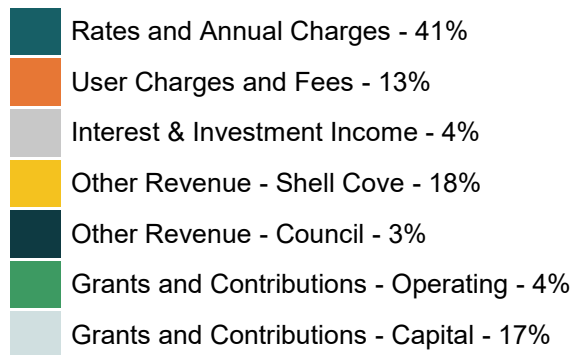 Rates and Annual Charges - 41%
User Charges and Fees - 13%
Interest & Investment Income - 4%
Other Revenue - Shell Cove - 18%
Other Revenue - Council - 3%
Grants and Contributions - Operating - 4%
Grants and Contributions - Capital - 17%